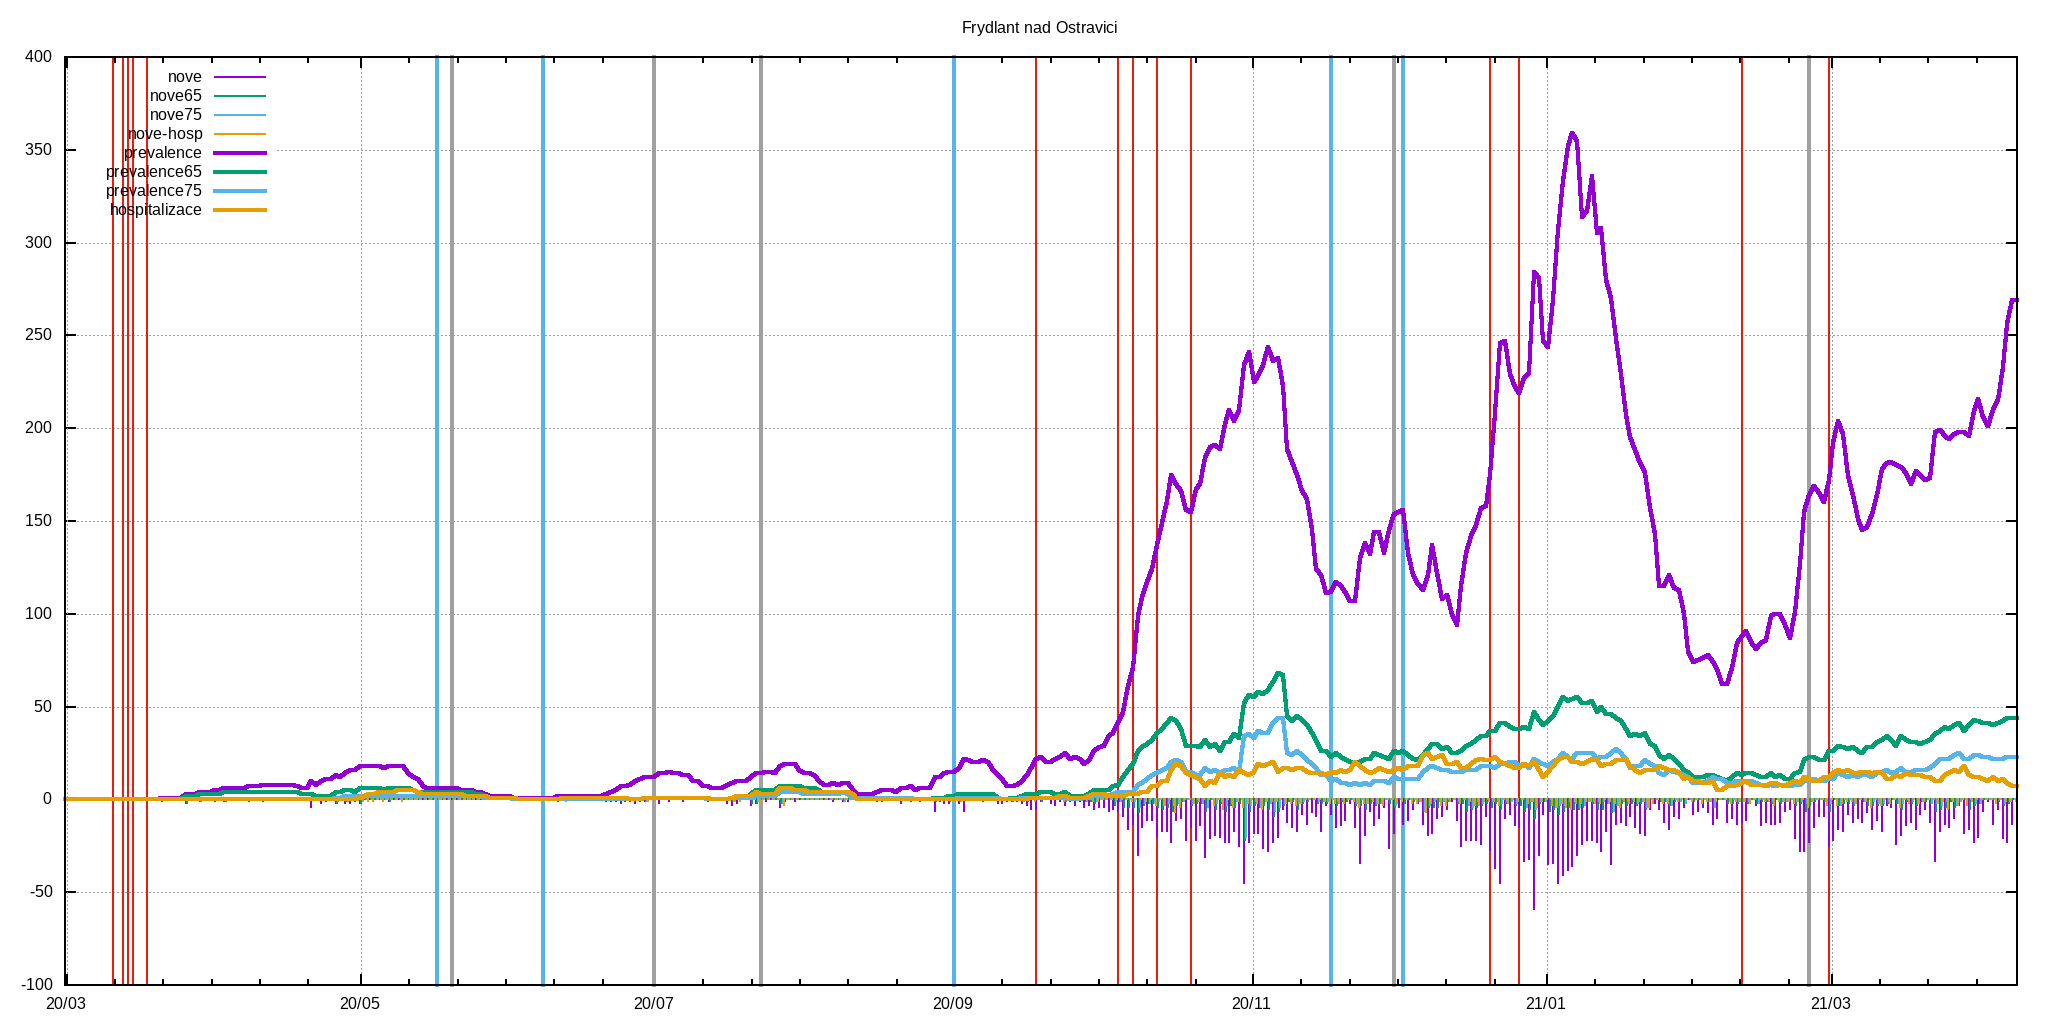 Frydlant nad Ostravici
400
350
300
250
200
150
100
50
0
-50
-100
nove
nove65
nove75
nove-hosp
prevalence
prevalence65
prevalence75
hospitalizace
20/03 20/05 20/07 20/09 20/11 21/01 21/03